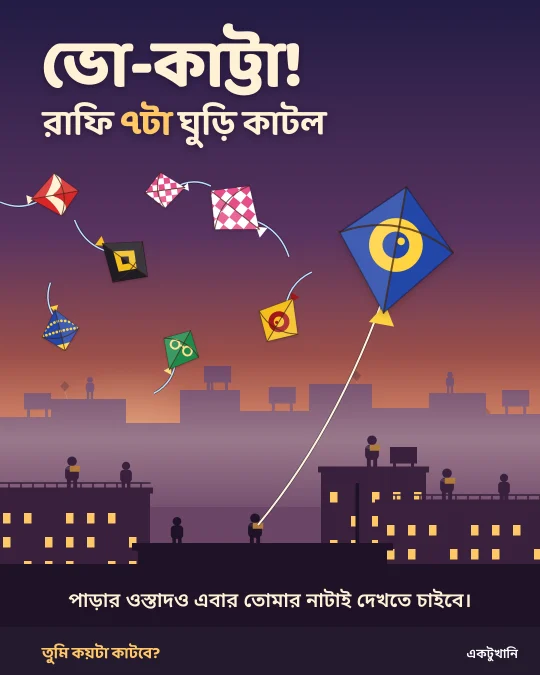 ভো-কাট্টা!
রাফি ৭টা ঘুড়ি কাটল
পাড়ার ওস্তাদও এবার তোমার নাটাই দেখতে চাইবে।
তুমি কয়টা কাটবে?
একটুখানি